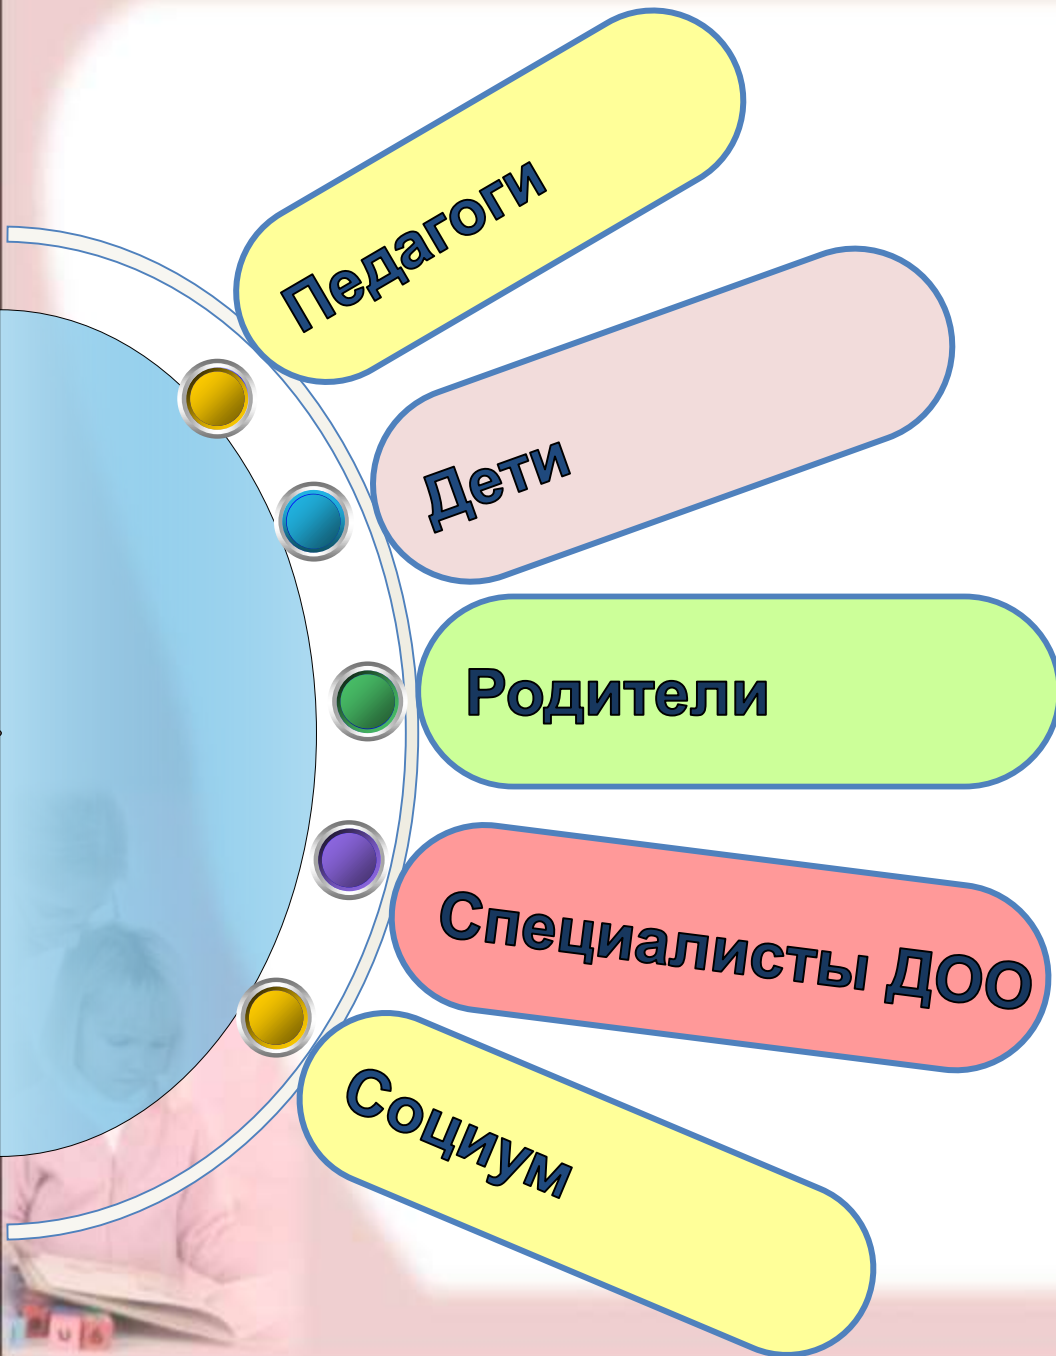 Педагоги
Дети
Родители
Специалисты ДОО
Социум